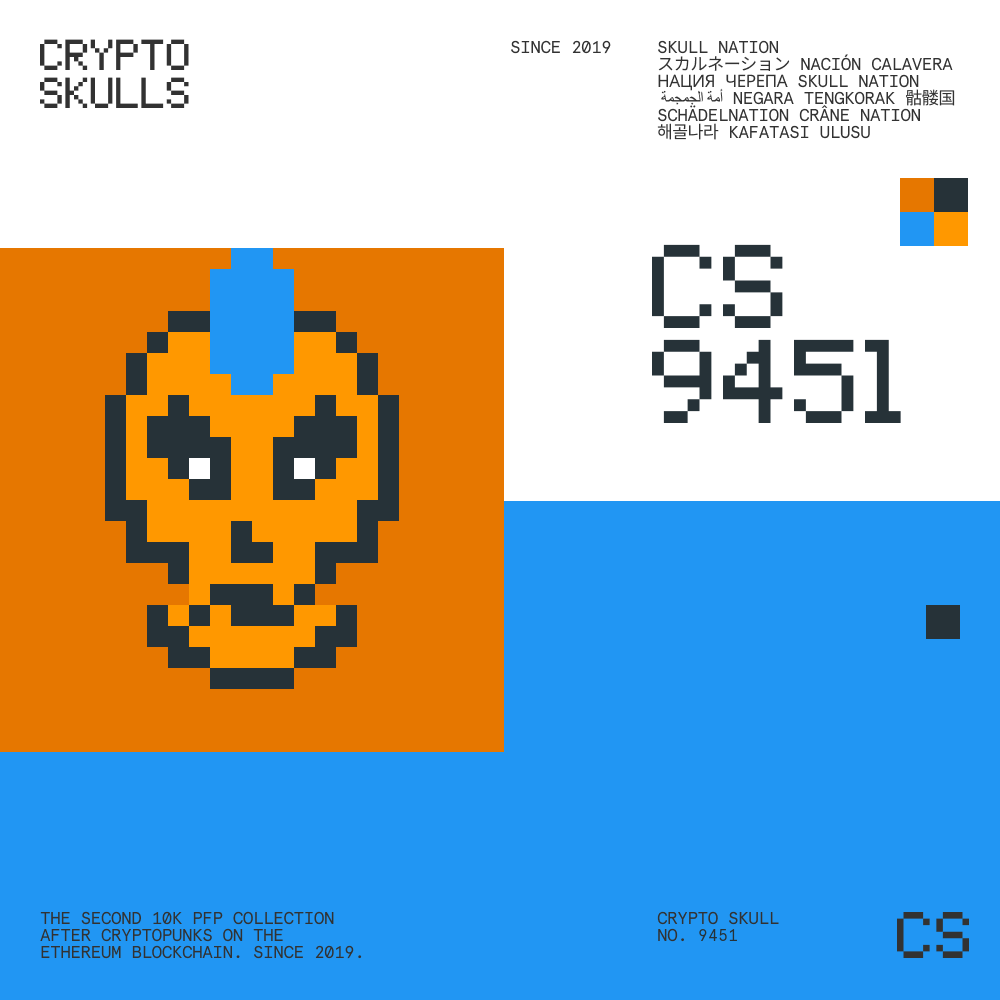 CRYPTO
SKULLS
SINCE 2019
SKULL NATION
スカルネーション NACIÓN CALAVERA
НАЦИЯ ЧЕРЕПА SKULL NATION
أمة الجمجمة NEGARA TENGKORAK 骷髅国
SCHÄDELNATION CRÂNE NATION
해골나라 KAFATASI ULUSU
CS
9451
THE SECOND 10K PFP COLLECTION
AFTER CRYPTOPUNKS ON THE
ETHEREUM BLOCKCHAIN. SINCE 2019.
CRYPTO SKULL
NO. 9451
CS